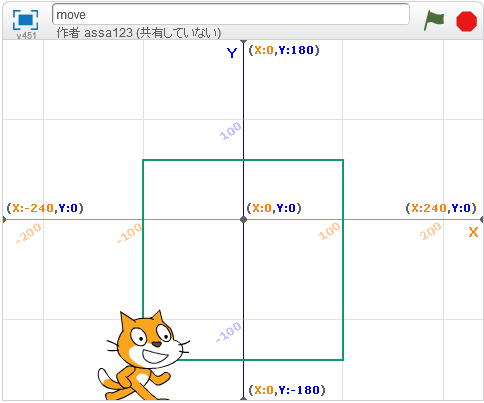 move
v451
作者 assa123 (共有していない)
Y
(X:0,Y:180)
100
(X:-240,Y:0)
(X:0,Y:0)
(X:240,Y:0)
-200
-100
100
200
X
-100
(X:0,Y:-180)